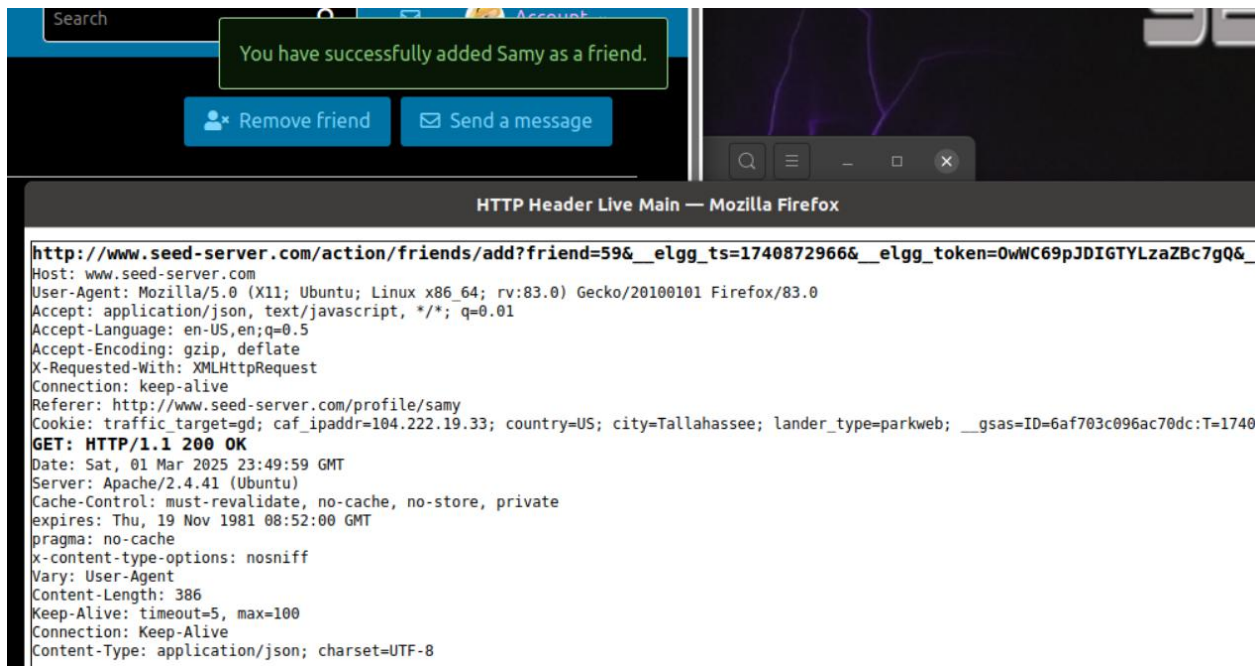 Search
You have successfully added Samy as a friend.
Remove friend
Send a message
HTTP Header Live Main — Mozilla Firefox
http://www.seed-server.com/action/friends/add?friend=59&__elgg_ts=1740872966&__elgg_token=OwWC69pJDIGTYLzaZBc7gQ&_
Host: www.seed-server.com
User-Agent: Mozilla/5.0 (X11; Ubuntu; Linux x86_64; rv:83.0) Gecko/20100101 Firefox/83.0
Accept: application/json, text/javascript, */*; q=0.01
Accept-Language: en-US,en;q=0.5
Accept-Encoding: gzip, deflate
X-Requested-With: XMLHttpRequest
Connection: keep-alive
Referer: http://www.seed-server.com/profile/samy
Cookie: traffic_target=gd; caf_ipaddr=104.222.19.33; country=US; city=Tallahassee; lander_type=parkweb; __gsas=ID=6af703c096ac70dc:T=1740
GET: HTTP/1.1 200 OK
Date: Sat, 01 Mar 2025 23:49:59 GMT
Server: Apache/2.4.41 (Ubuntu)
Cache-Control: must-revalidate, no-cache, no-store, private
expires: Thu, 19 Nov 1981 08:52:00 GMT
pragma: no-cache
x-content-type-options: nosniff
Vary: User-Agent
Content-Length: 386
Keep-Alive: timeout=5, max=100
Connection: Keep-Alive
Content-Type: application/json; charset=UTF-8